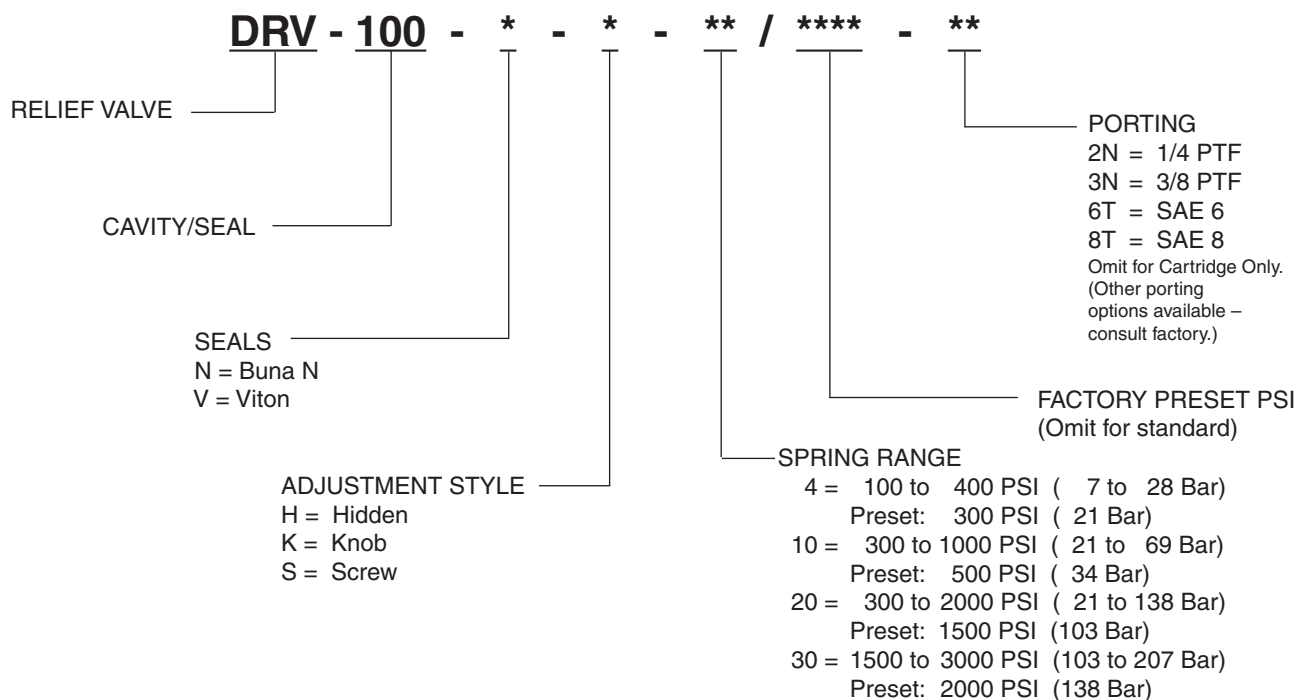 DRV - 100 - * - * - ** / **** - **
RELIEF VALVE
CAVITY/SEAL
SEALS
N = Buna N
V = Viton
ADJUSTMENT STYLE
H = Hidden
K = Knob
S = Screw
SPRING RANGE
4 = 100 to 400 PSI ( 7 to 28 Bar)
Preset: 300 PSI ( 21 Bar)
10 = 300 to 1000 PSI ( 21 to 69 Bar)
Preset: 500 PSI ( 34 Bar)
20 = 300 to 2000 PSI ( 21 to 138 Bar)
Preset: 1500 PSI (103 Bar)
30 = 1500 to 3000 PSI (103 to 207 Bar)
Preset: 2000 PSI (138 Bar)
FACTORY PRESET PSI
(Omit for standard)
PORTING
2N = 1/4 PTF
3N = 3/8 PTF
6T = SAE 6
8T = SAE 8
Omit for Cartridge Only.
(Other porting
options available –
consult factory.)